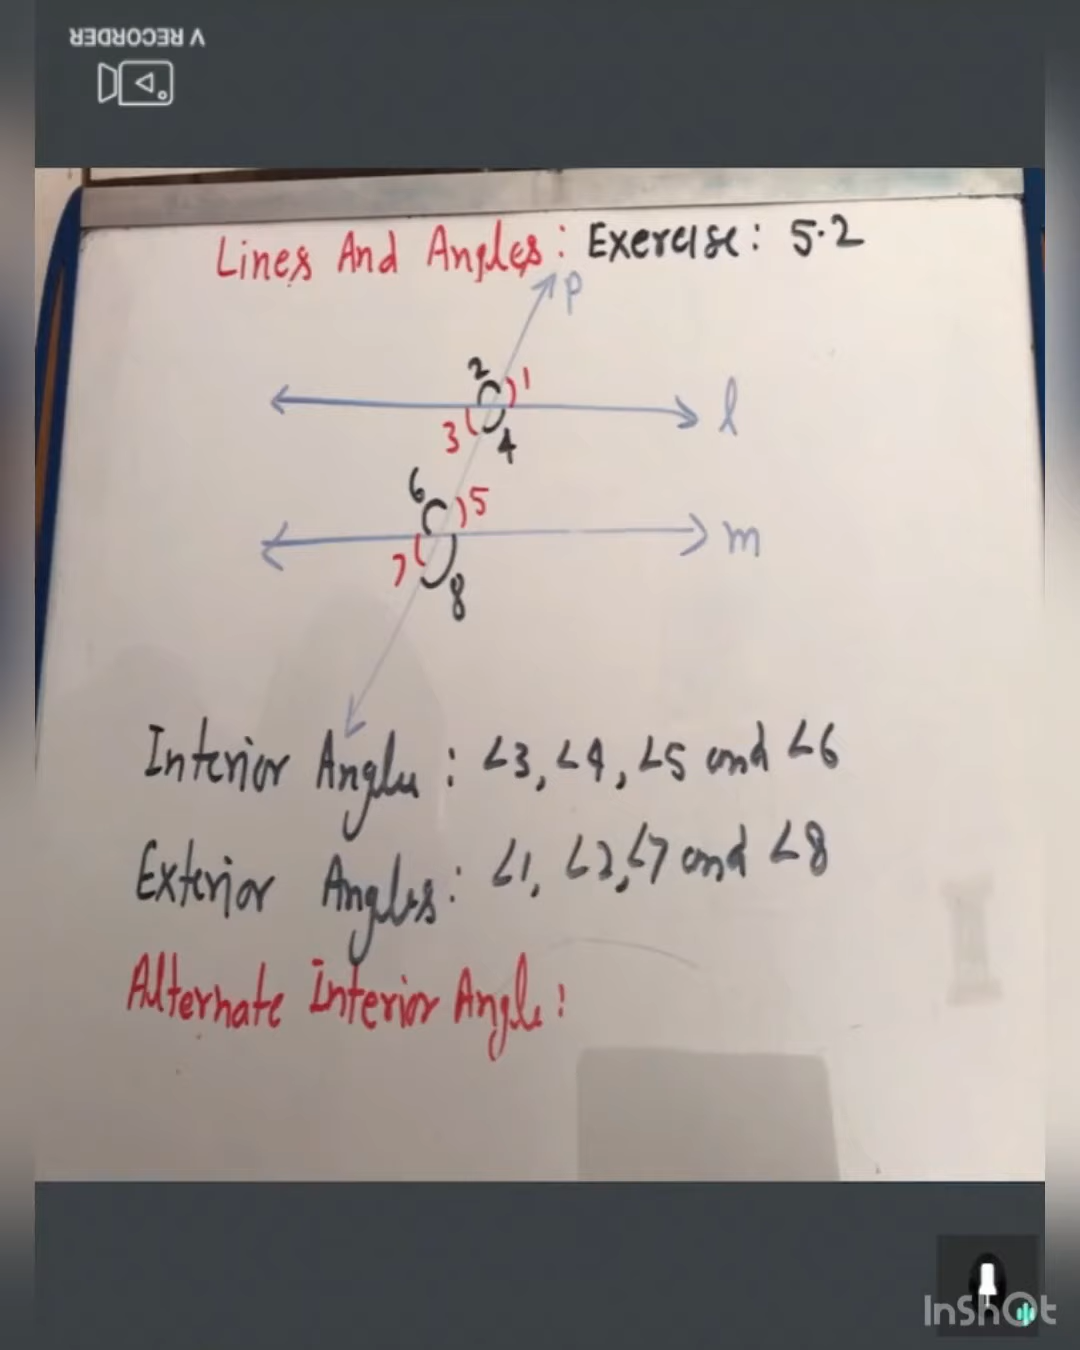 V RECORDER
Lines And Angles: Exercise: 5.2
p
2 1
l
3 4
6 5
m
7 8
Interior Angles: ∠3, ∠4, ∠5 and ∠6
Exterior Angles: ∠1, ∠2, ∠7 and ∠8
Alternate Interior Angle:
InShOt